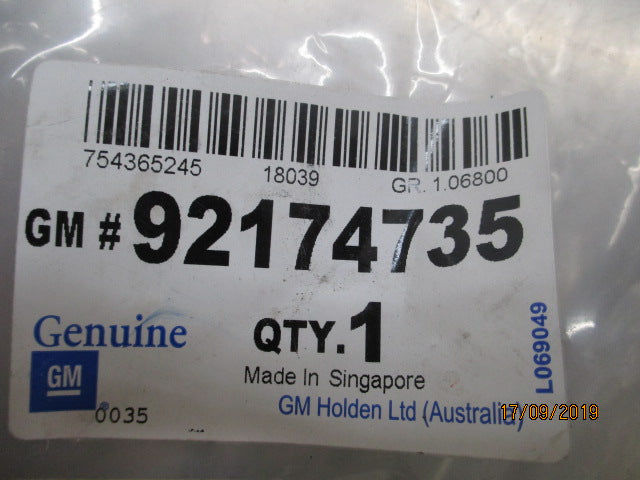 754365245 18039 GR. 1.06800
GM # 92174735
Genuine QTY. 1
GM
Made In Singapore
0035 GM Holden Ltd (Australia)
L069049
17/09/2019